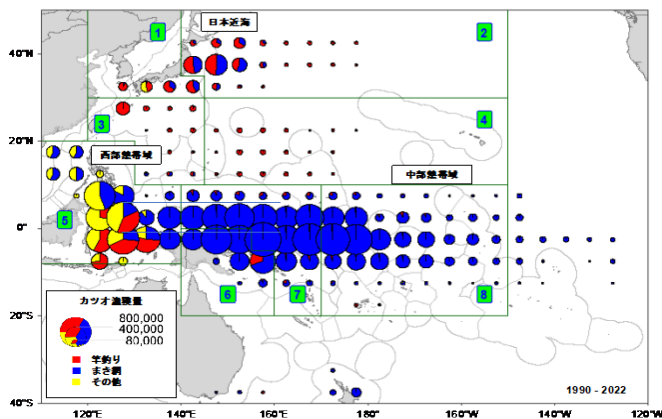 日本近海
1
2
40°N
20°N
0°
20°S
40°S
3
4
西部熱帯域
中部熱帯域
5
6
7
8
カツオ漁獲量
800,000
400,000
80,000
竿釣り
まき網
その他
1990 - 2022
120°E
140°E
160°E
180°
160°W
140°W
120°W